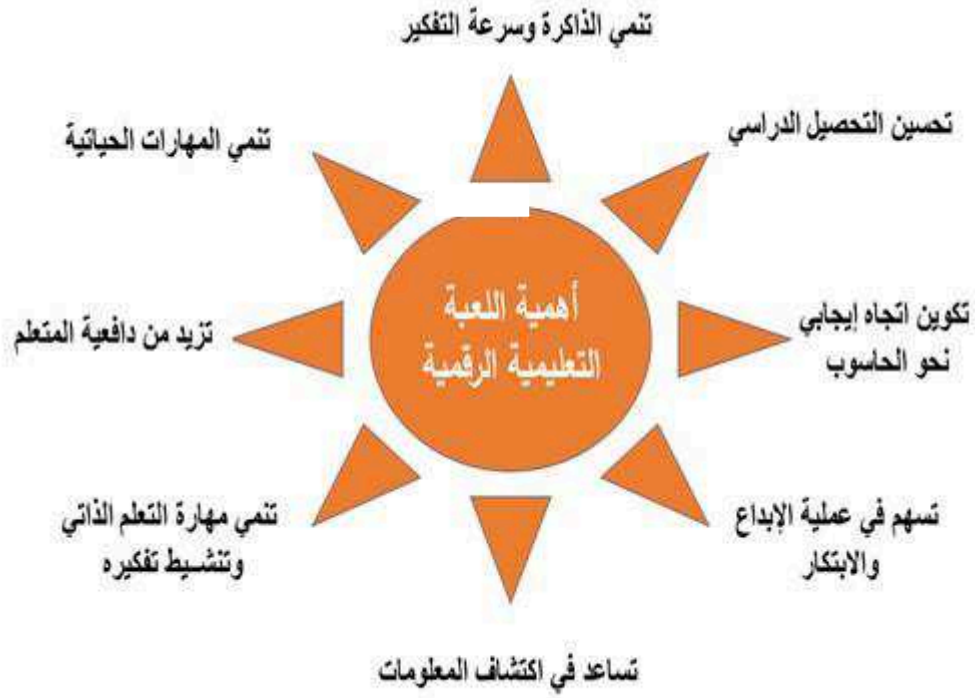 تنمي الذاكرة وسرعة التفكير
تحسين التحصيل الدراسي
تنمي المهارات الحياتية
أهمية اللعبة
التعليمية الرقمية
تكوين اتجاه إيجابي
نحو الحاسوب
تزيد من دافعية المتعلم
تسهم في عملية الإبداع
والابتكار
تنمي مهارة التعلم الذاتي
وتنشيط تفكيره
تساعد في اكتشاف المعلومات